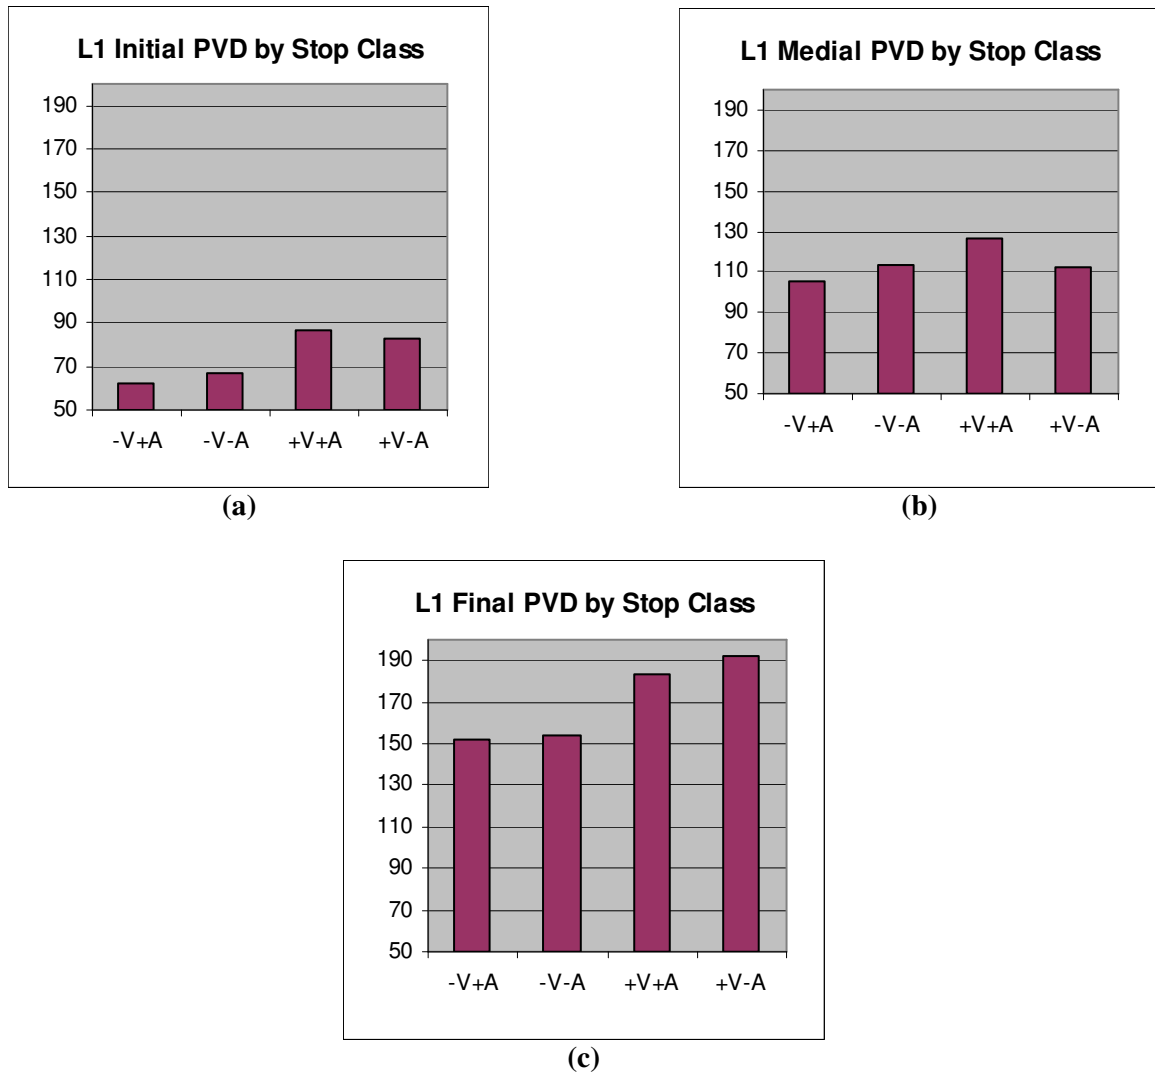 L1 Initial PVD by Stop Class
190
170
150
130
110
90
70
50
-V+A -V-A +V+A +V-A
(a)
L1 Medial PVD by Stop Class
190
170
150
130
110
90
70
50
-V+A -V-A +V+A +V-A
(b)
L1 Final PVD by Stop Class
190
170
150
130
110
90
70
50
-V+A -V-A +V+A +V-A
(c)